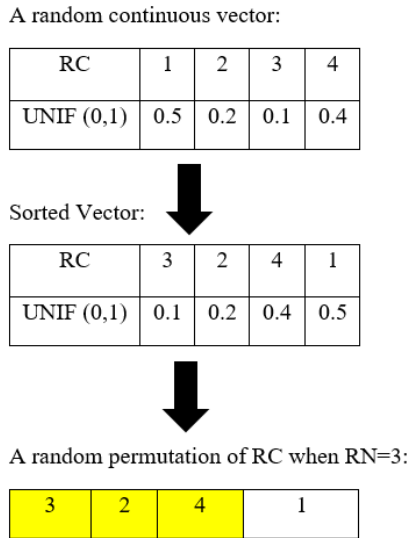 A random continuous vector:
RC 1 2 3 4
UNIF (0,1) 0.5 0.2 0.1 0.4
Sorted Vector:
RC 3 2 4 1
UNIF (0,1) 0.1 0.2 0.4 0.5
A random permutation of RC when RN=3:
3 2 4 1